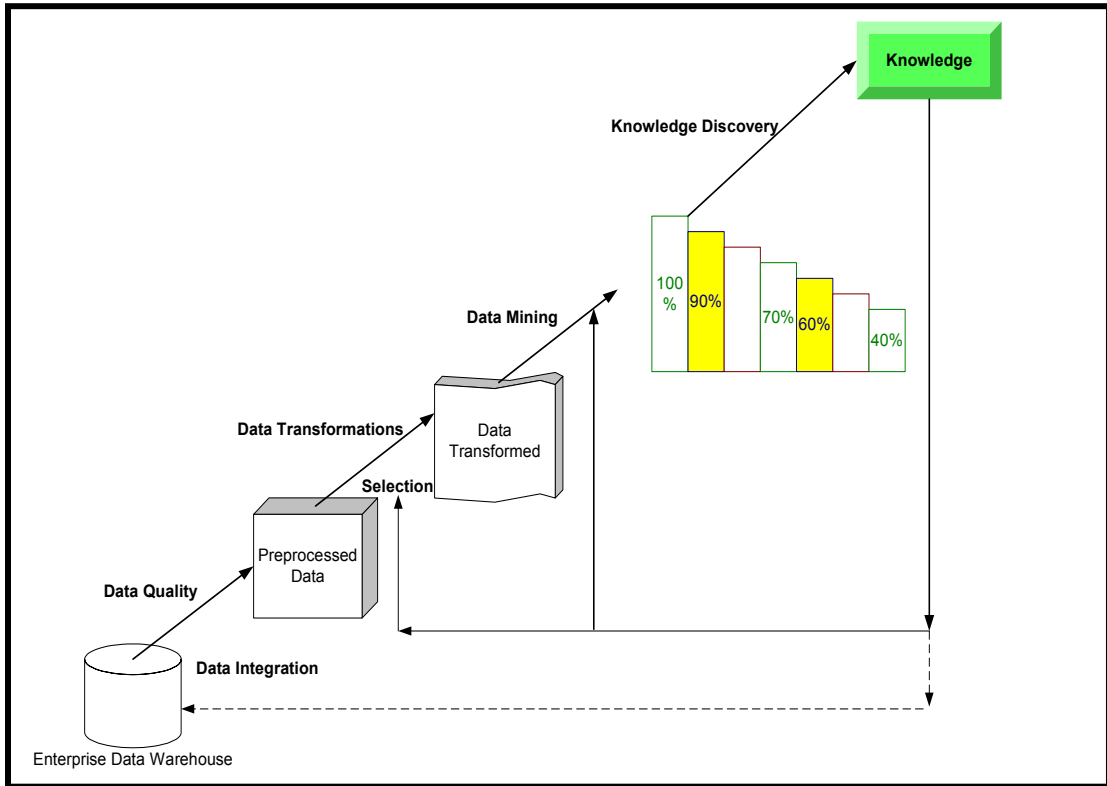 Knowledge
Knowledge Discovery
100
%
90%
70%
60%
40%
Data Mining
Data Transformations
Data
Transformed
Selection
Preprocessed
Data
Data Quality
Data Integration
Enterprise Data Warehouse